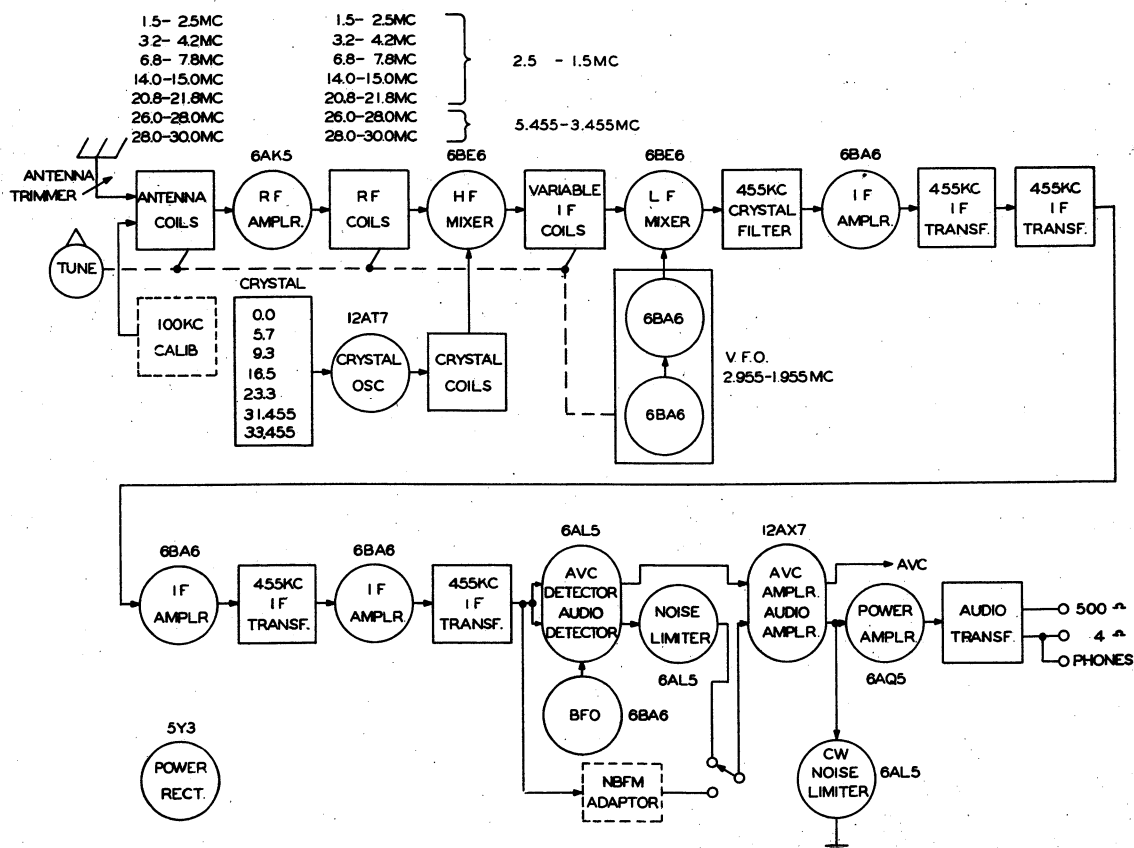 1.5- 2.5MC
3.2- 4.2MC
6.8- 7.8MC
14.0-15.0MC
20.8-21.8MC
26.0-28.0MC
28.0-30.0MC
1.5- 2.5MC
3.2- 4.2MC
6.8- 7.8MC
14.0-15.0MC
20.8-21.8MC
26.0-28.0MC
28.0-30.0MC
2.5 - 1.5MC
5.455-3.455MC
ANTENNA
TRIMMER
ANTENNA
COILS
6AK5
RF
AMPLR.
RF
COILS
6BE6
HF
MIXER
VARIABLE
IF
COILS
6BE6
LF
MIXER
455KC
CRYSTAL
FILTER
6BA6
IF
AMPLR.
455KC
IF
TRANSF.
455KC
IF
TRANSF.
TUNE
100KC
CALIB
CRYSTAL
0.0
5.7
9.3
16.5
23.3
31.455
33.455
12AT7
CRYSTAL
OSC
CRYSTAL
COILS
6BA6
6BA6
V.F.O.
2.955-1.955MC
6BA6
IF
AMPLR
455KC
IF
TRANSF.
6BA6
IF
AMPLR.
455KC
IF
TRANSF.
6AL5
AVC
DETECTOR
AUDIO
DETECTOR
NOISE
LIMITER
6AL5
12AX7
AVC
AMPLR.
AUDIO
AMPLR.
AVC
POWER
AMPLR.
6AQ5
AUDIO
TRANSF.
500 Ω
4 Ω
PHONES
BFO
6BA6
NBFM
ADAPTOR
CW
NOISE
LIMITER
6AL5
5Y3
POWER
RECT.